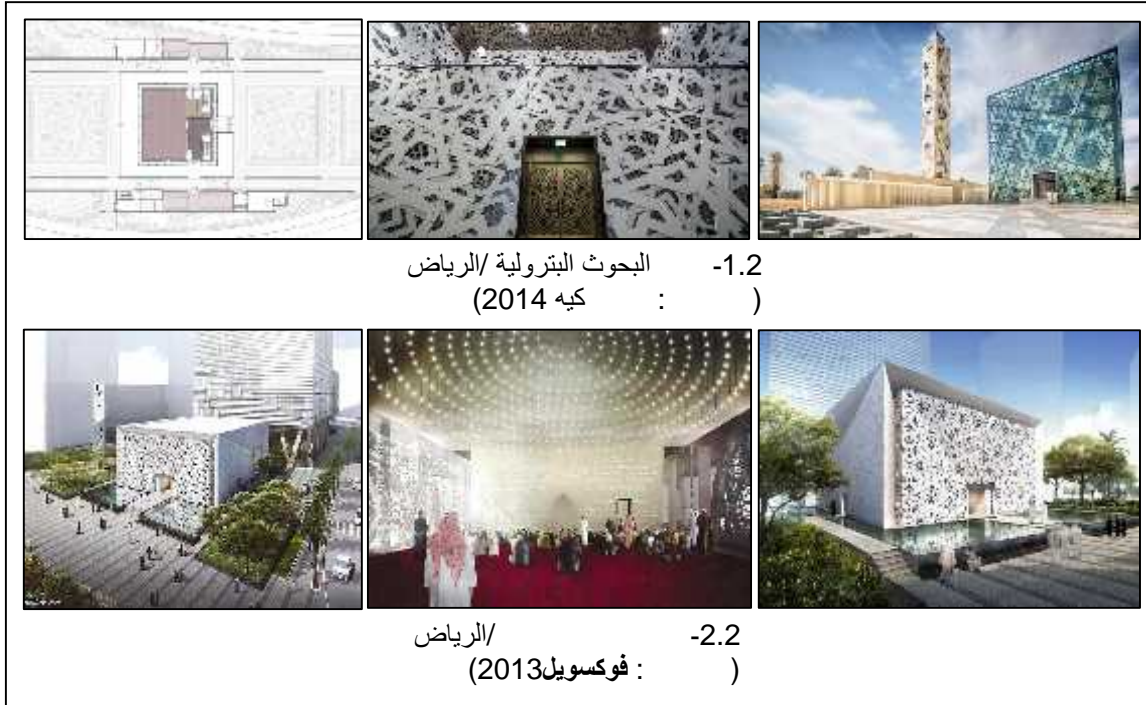 1.2- البحوث البترولية /الرياض
( : كيه 2014)
2.2- /الرياض
( : فوكسويل2013)